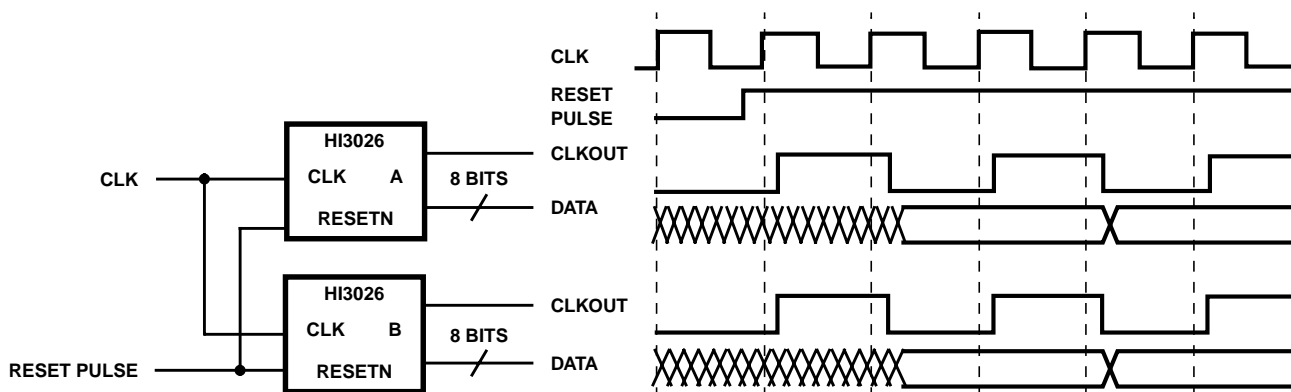 CLK
RESET PULSE
HI3026
CLK A
RESETN
8 BITS
HI3026
CLK B
RESETN
8 BITS
CLK
RESET
PULSE
CLKOUT
DATA
CLKOUT
DATA